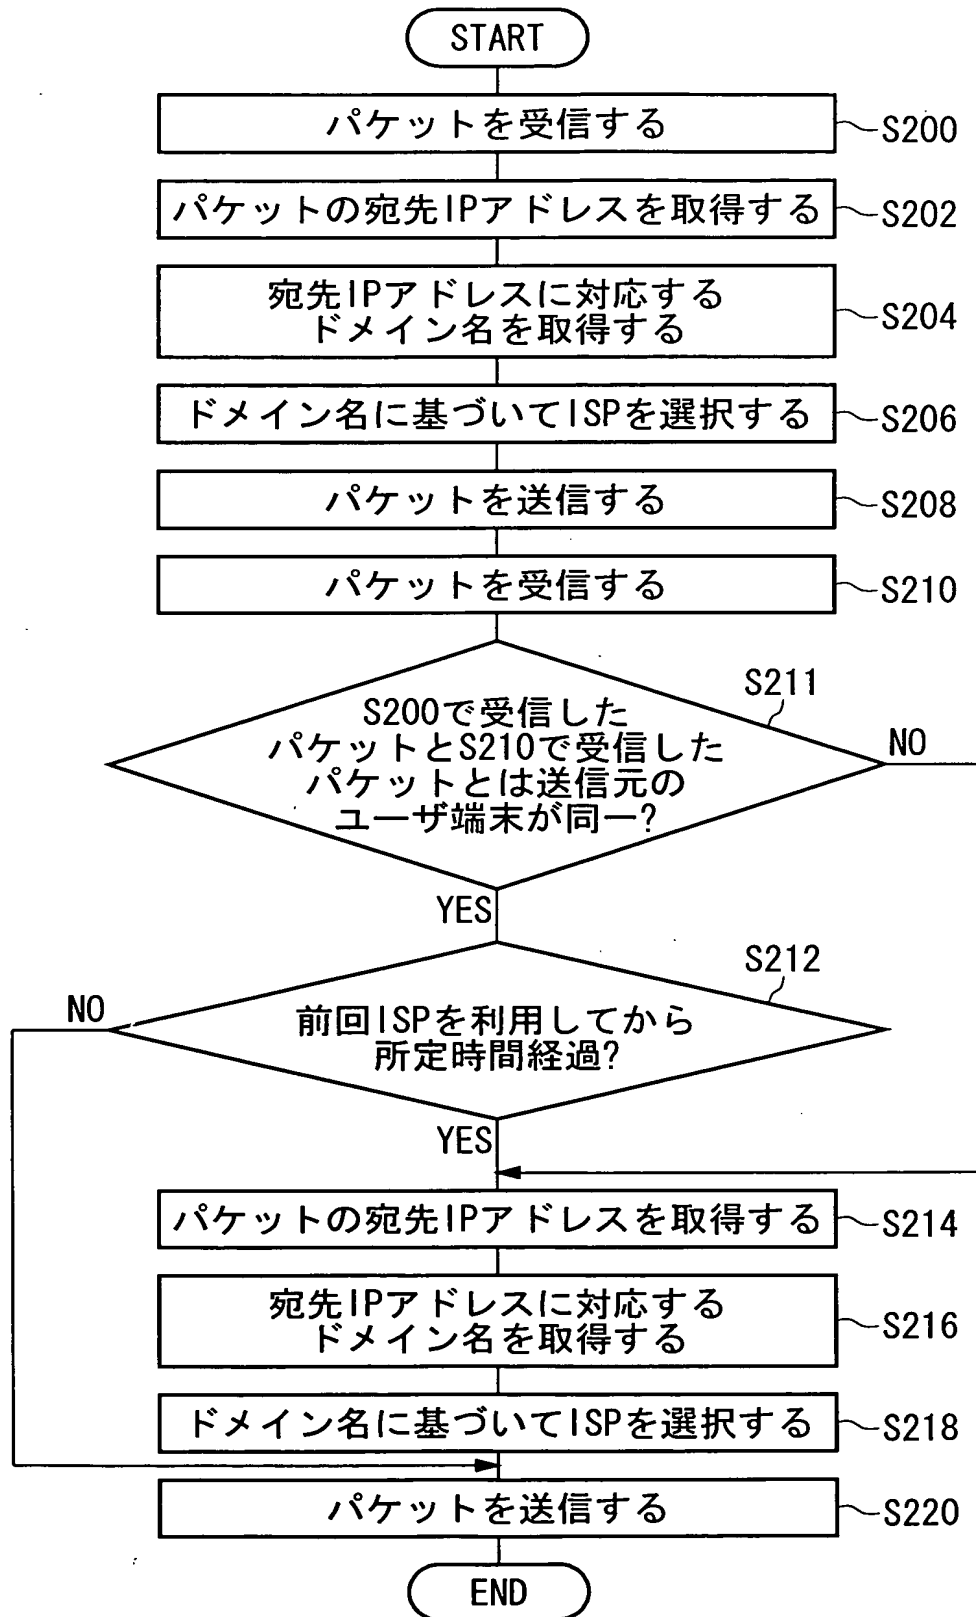 START
パケットを受信する
S200
パケットの宛先IPアドレスを取得する
S202
宛先IPアドレスに対応する
ドメイン名を取得する
S204
ドメイン名に基づいてISPを選択する
S206
パケットを送信する
S208
パケットを受信する
S210
S211
S200で受信した
パケットとS210で受信した
パケットとは送信元の
ユーザ端末が同一?
NO
YES
S212
NO
前回ISPを利用してから
所定時間経過?
YES
パケットの宛先IPアドレスを取得する
S214
宛先IPアドレスに対応する
ドメイン名を取得する
S216
ドメイン名に基づいてISPを選択する
S218
パケットを送信する
S220
END